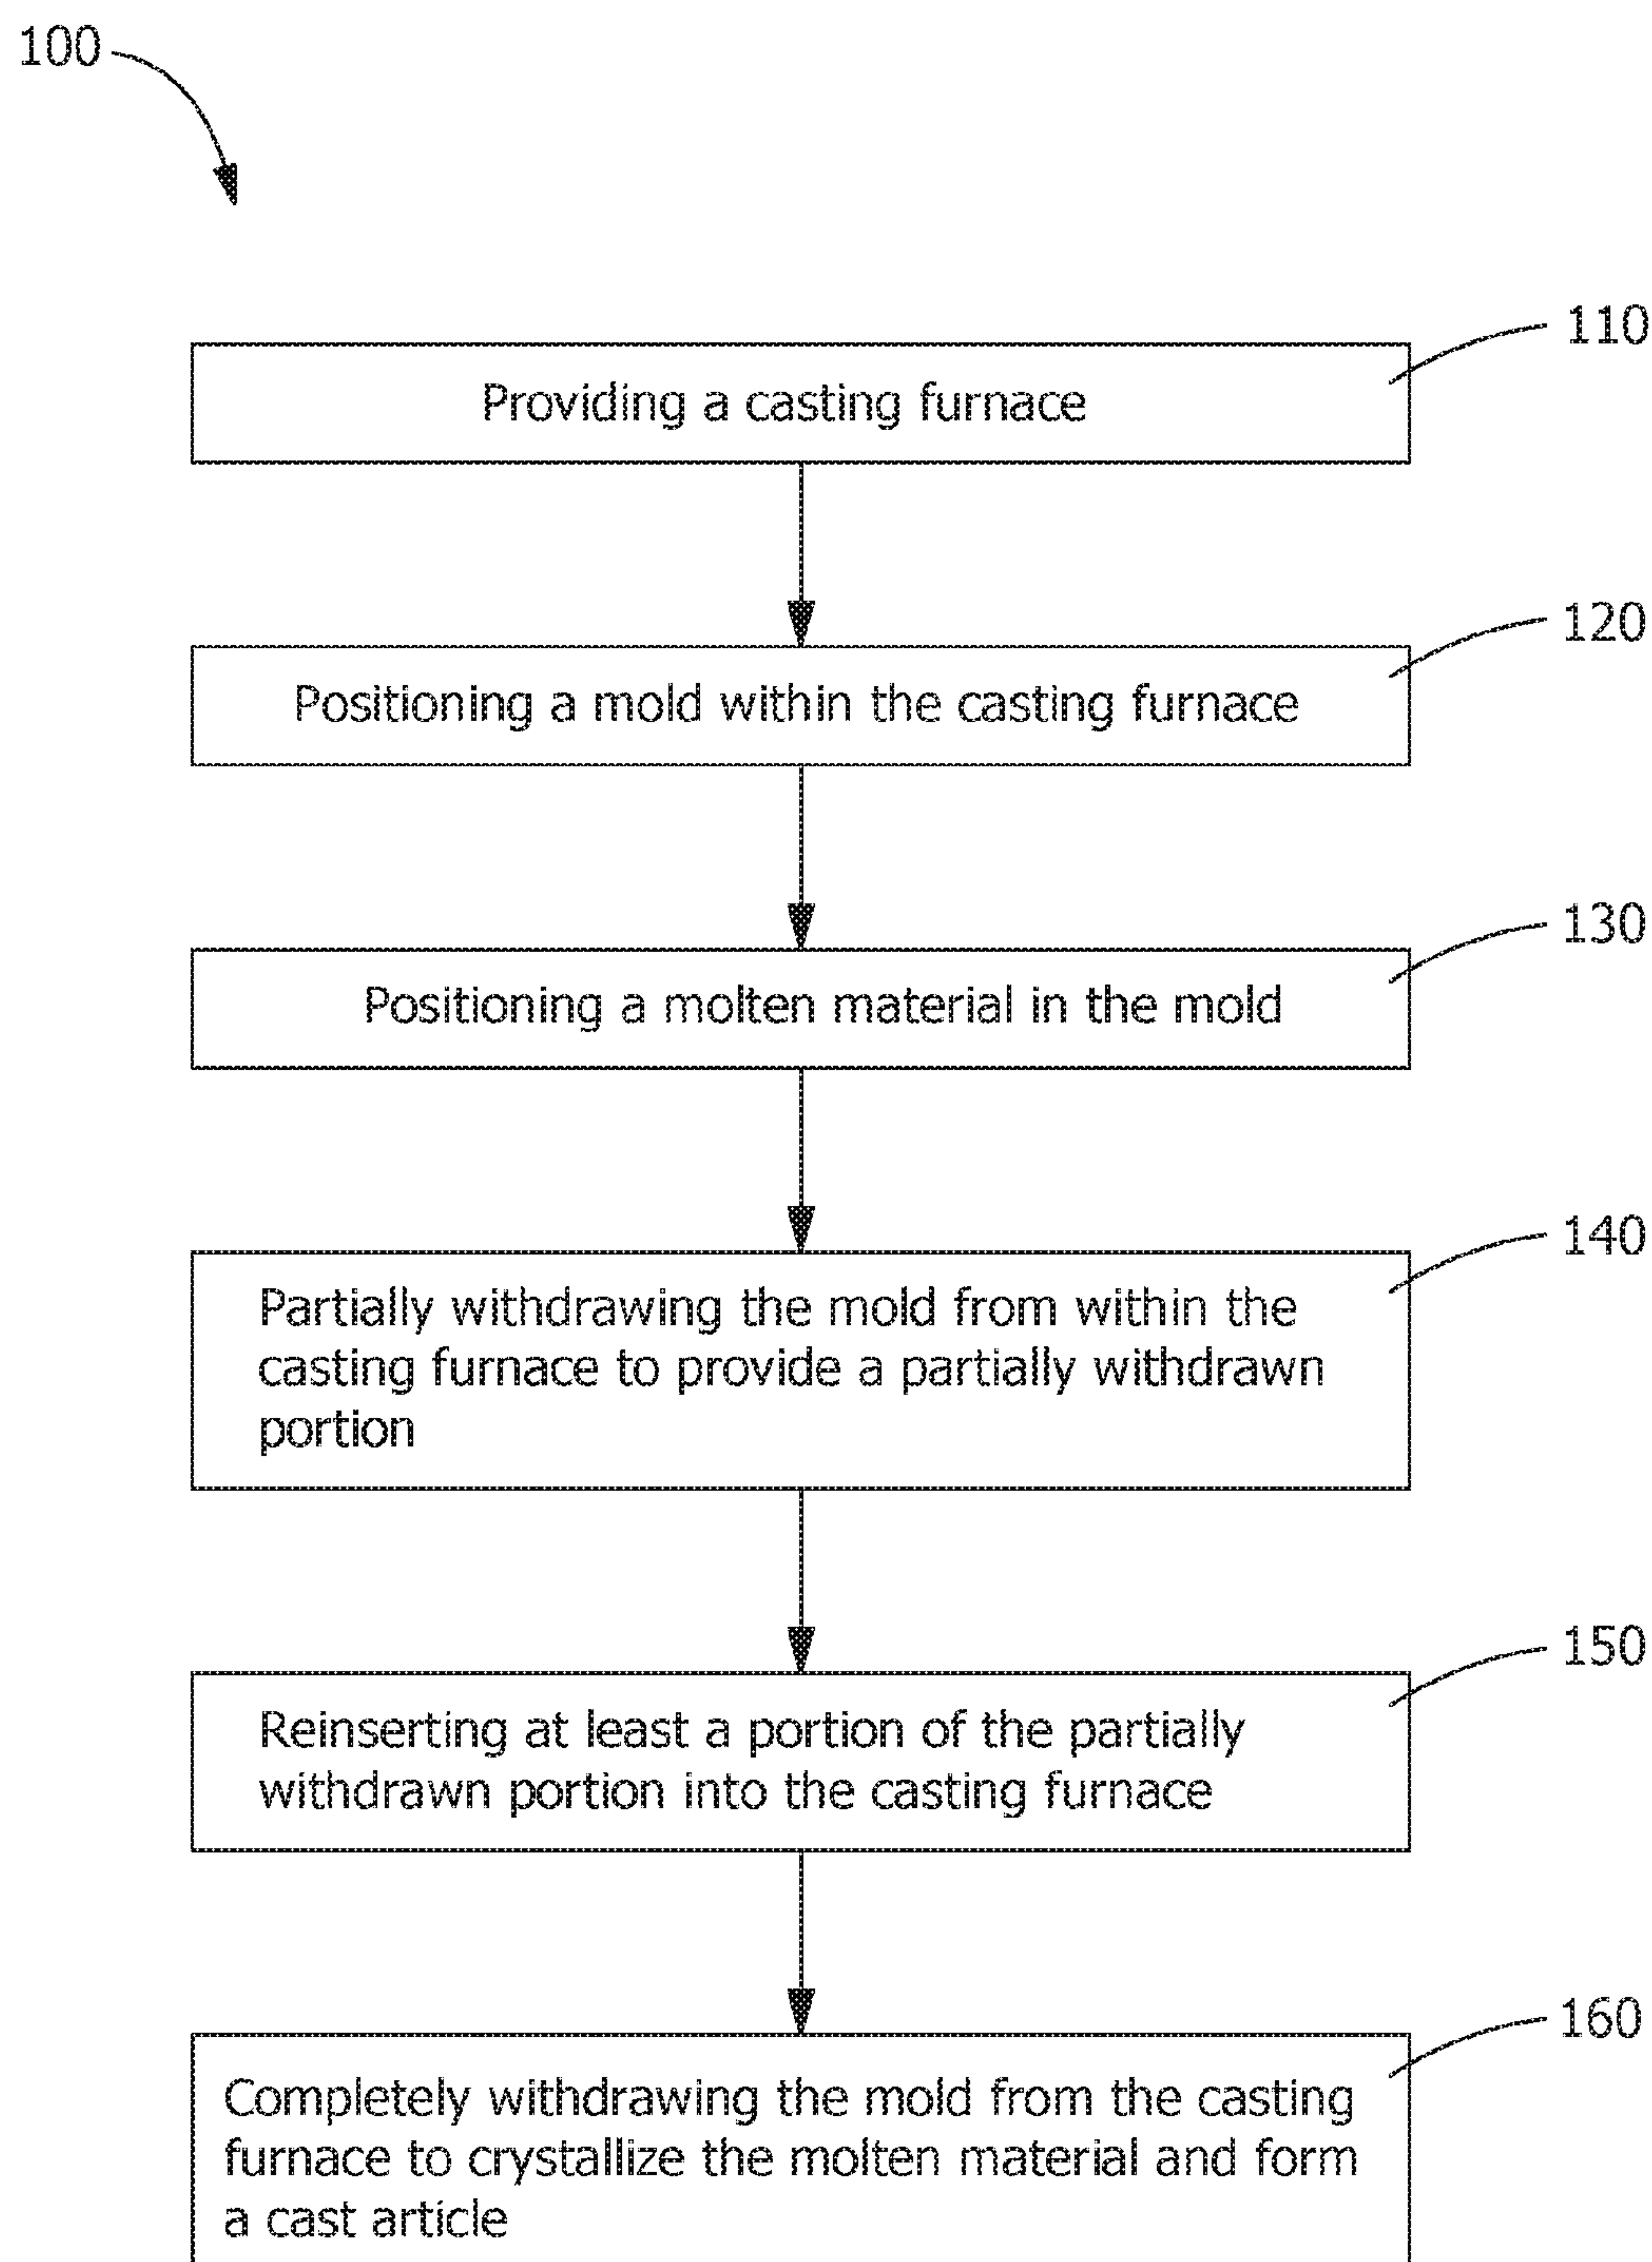 100
110
Providing a casting furnace
120
Positioning a mold within the casting furnace
130
Positioning a molten material in the mold
140
Partially withdrawing the mold from within the
casting furnace to provide a partially withdrawn
portion
150
Reinserting at least a portion of the partially
withdrawn portion into the casting furnace
160
Completely withdrawing the mold from the casting
furnace to crystallize the molten material and form
a cast article